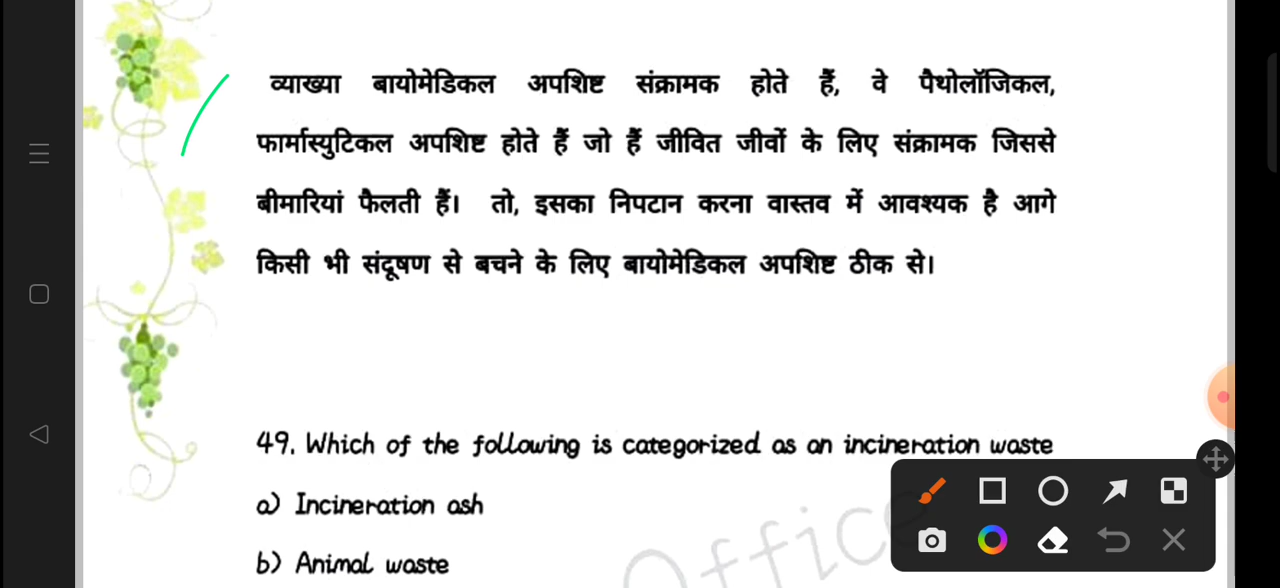 व्याख्या बायोमेडिकल अपशिष्ट संक्रामक होते हैं, वे पैथोलॉजिकल,
फार्मास्युटिकल अपशिष्ट होते हैं जो हैं जीवित जीवों के लिए संक्रामक जिससे
बीमारियां फैलती हैं। तो, इसका निपटान करना वास्तव में आवश्यक है आगे
किसी भी संदूषण से बचने के लिए बायोमेडिकल अपशिष्ट ठीक से।
49. Which of the following is categorized as an incineration waste
a) Incineration ash
b) Animal waste
Office